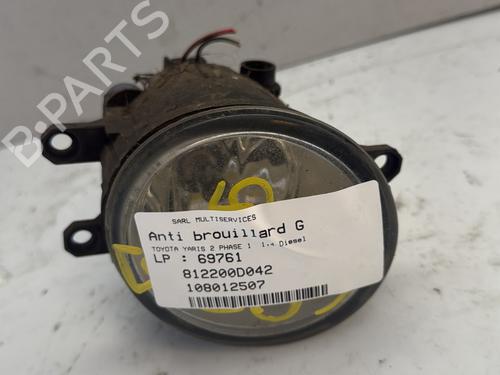 B-PARTS
SARL MULTISERVICES
Anti brouillard G
TOYOTA YARIS 2 PHASE 1 1.4 Diesel
LP : 69761
812200D042
108012507